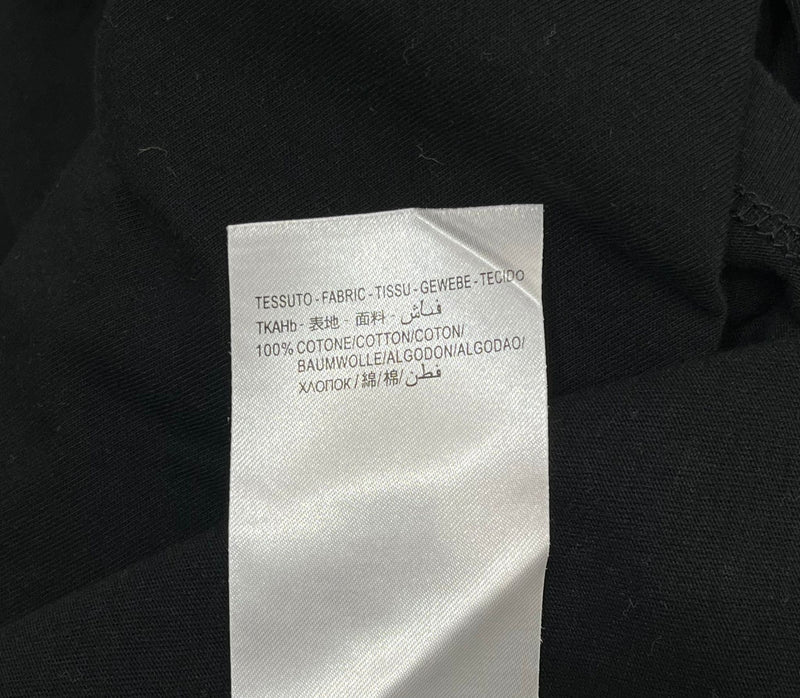 TESSUTO - FABRIC - TISSU - GEWEBE - TECIDO
TKAHb - 表地 - 面料 - قماش
100% COTONE/COTTON/COTON/
BAUMWOLLE/ALGODON/ALGODAO/
ХЛОПОК/綿/棉/قطن